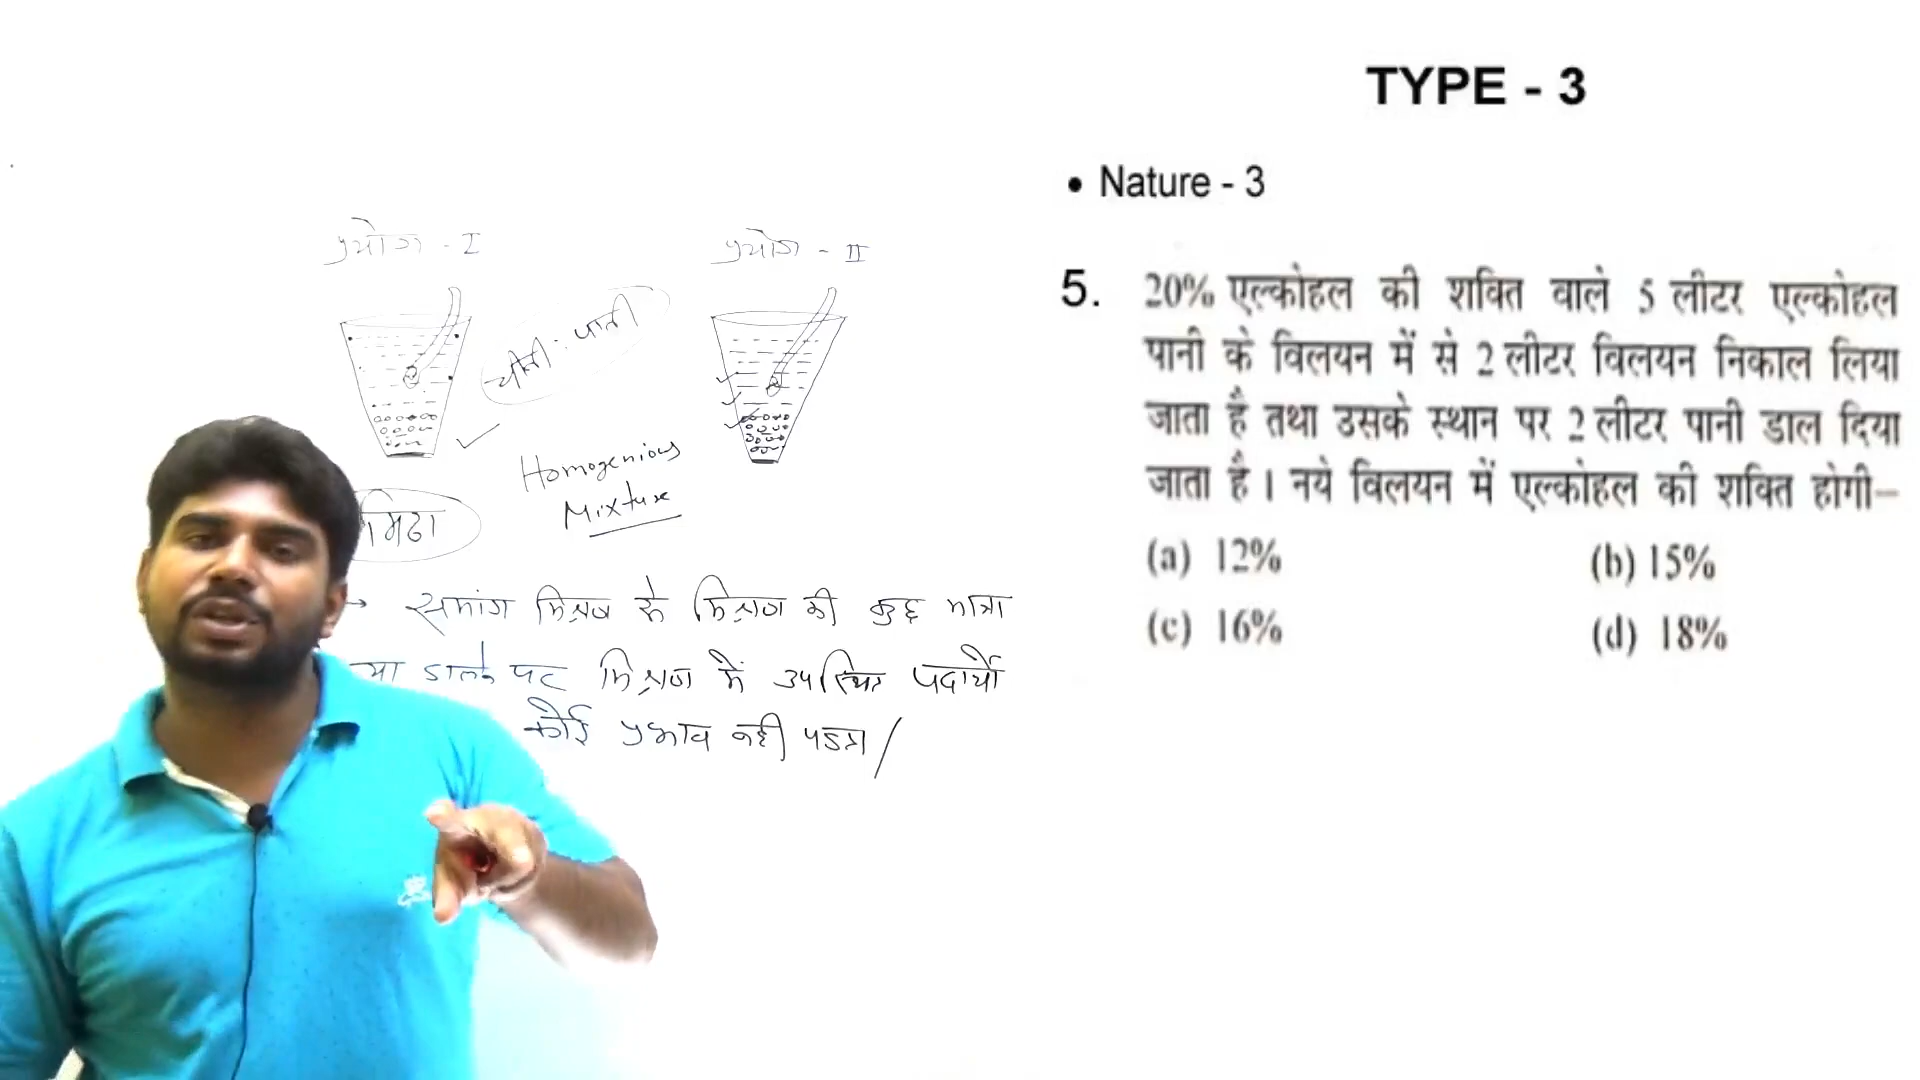 TYPE - 3
• Nature - 3
5. 20% एल्कोहल की शक्ति वाले 5 लीटर एल्कोहल
पानी के विलयन में से 2 लीटर विलयन निकाल लिया
जाता है तथा उसके स्थान पर 2 लीटर पानी डाल दिया
जाता है। नये विलयन में एल्कोहल की शक्ति होगी–
(a) 12% (b) 15%
(c) 16% (d) 18%
प्रयोग - I प्रयोग - II
चीनी : पानी
Homogenious
Mixture
→ समांग मिश्रण से मिश्रण की कुछ मात्रा
या डालने पर मिश्रण में उपस्थित पदार्थो
कोई प्रभाव नही पडता/